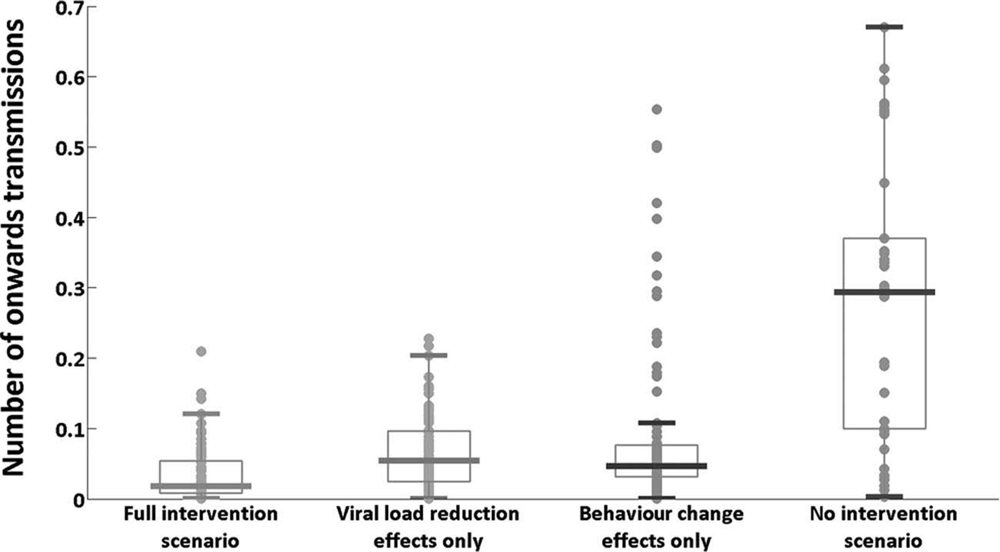 Number of onwards transmissions
0.7
0.6
0.5
0.4
0.3
0.2
0.1
0
Full intervention
scenario
Viral load reduction
effects only
Behaviour change
effects only
No intervention
scenario